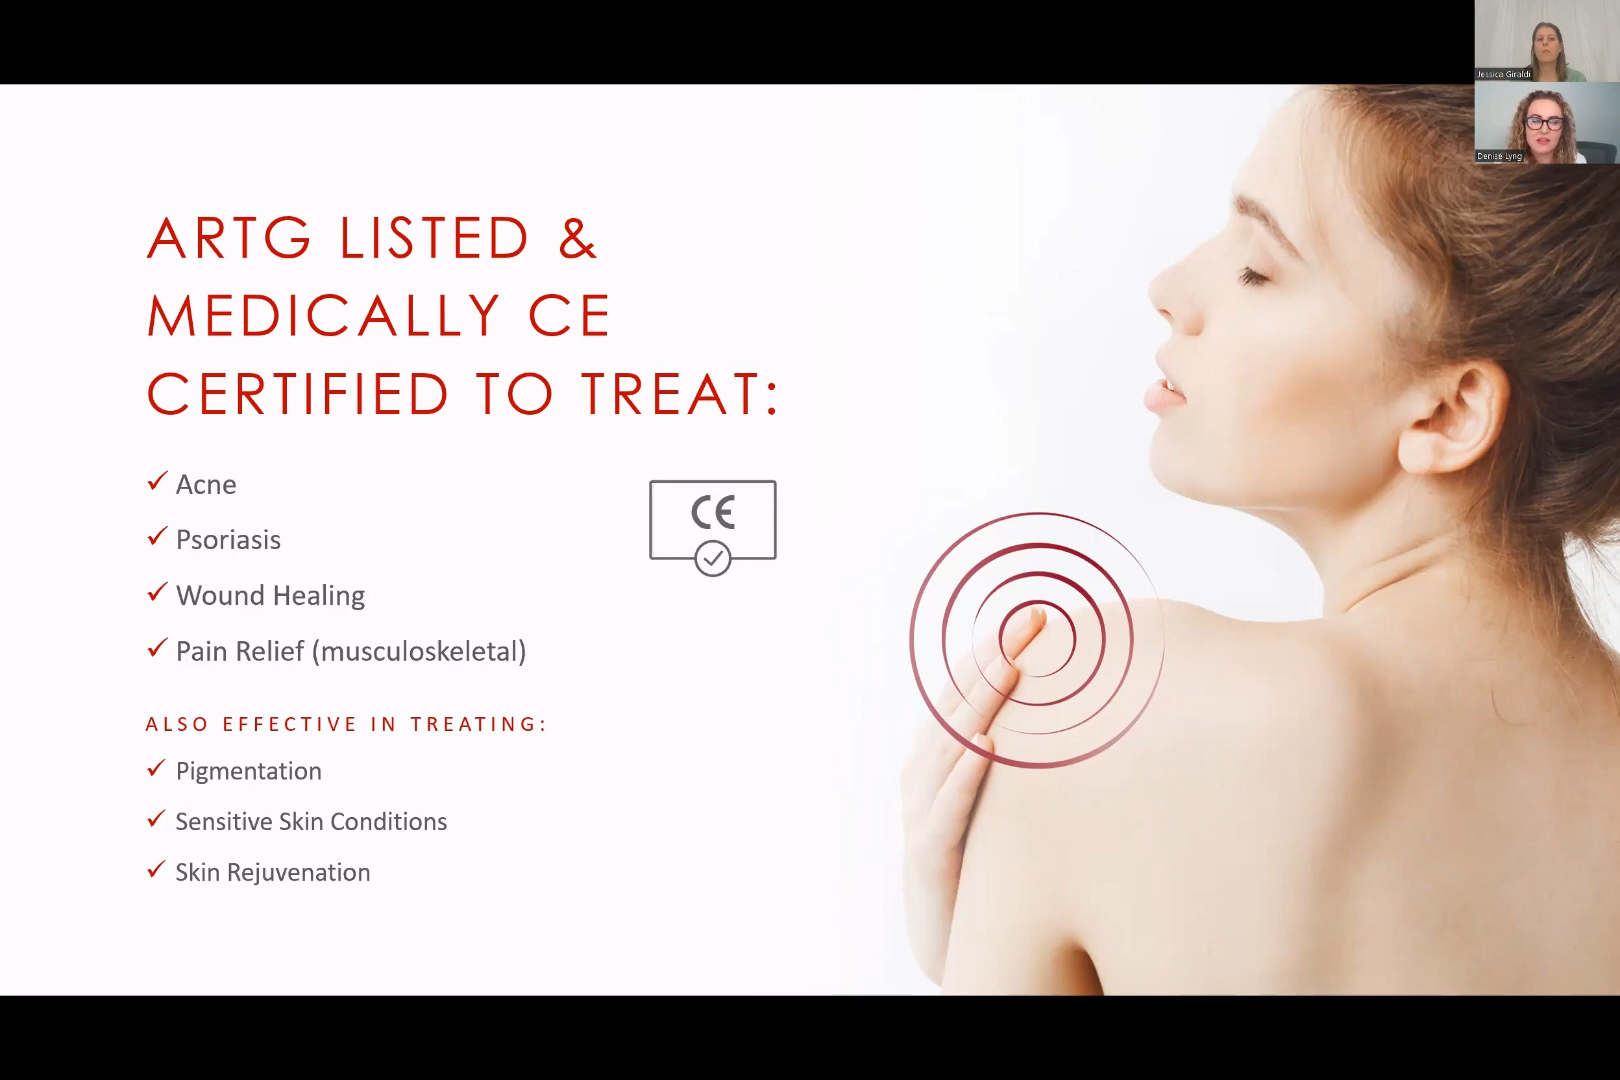 ARTG LISTED &
MEDICALLY CE
CERTIFIED TO TREAT:
✓ Acne
✓ Psoriasis
✓ Wound Healing
✓ Pain Relief (musculoskeletal)
CE
ALSO EFFECTIVE IN TREATING:
✓ Pigmentation
✓ Sensitive Skin Conditions
✓ Skin Rejuvenation
Jessica Giraldi
Denise Lyng